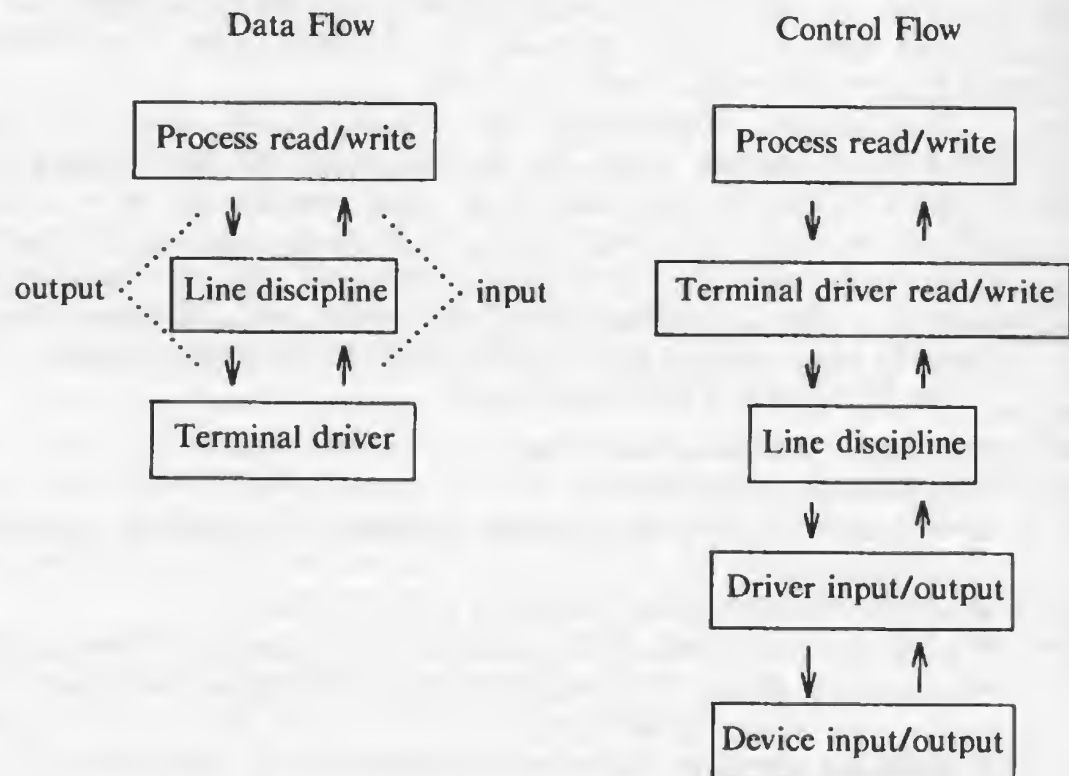 Data Flow
Control Flow
Process read/write
Process read/write
output
Line discipline
input
Terminal driver read/write
Terminal driver
Line discipline
Driver input/output
Device input/output